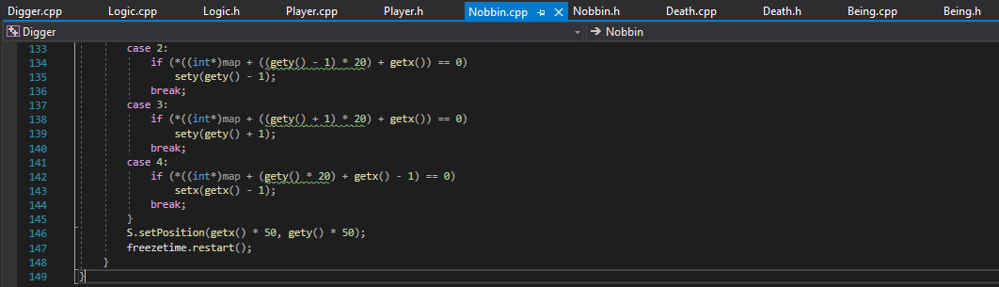 Digger.cpp Logic.cpp Logic.h Player.cpp Player.h Nobbin.cpp Nobbin.h Death.cpp Death.h Being.cpp Being.h
Digger Nobbin
133 case 2:
134 if (*((int*)map + ((gety() - 1) * 20) + getx()) == 0)
135 sety(gety() - 1);
136 break;
137 case 3:
138 if (*((int*)map + ((gety() + 1) * 20) + getx()) == 0)
139 sety(gety() + 1);
140 break;
141 case 4:
142 if (*((int*)map + (gety() * 20) + getx() - 1) == 0)
143 setx(getx() - 1);
144 break;
145 }
146 S.setPosition(getx() * 50, gety() * 50);
147 freezetime.restart();
148 }
149 }